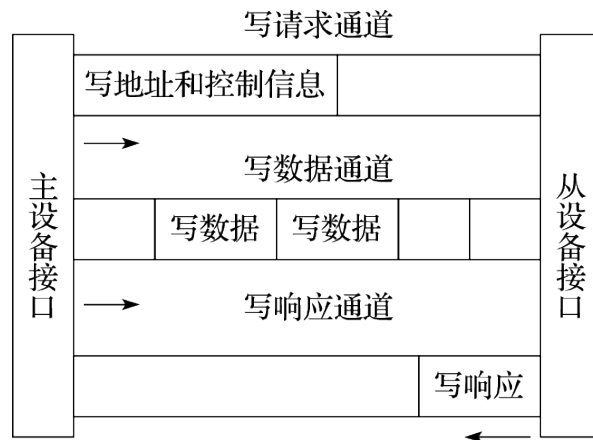 写请求通道
写地址和控制信息
写数据通道
写数据 写数据
写响应通道
写响应
主设备接口
从设备接口